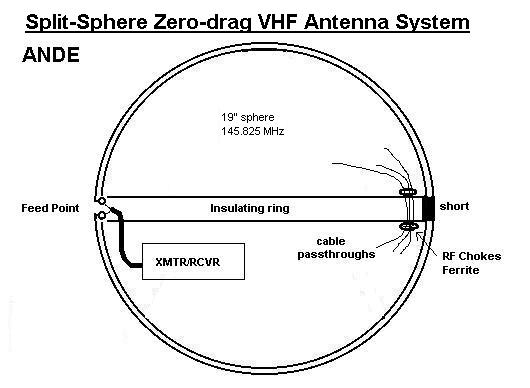 Split-Sphere Zero-drag VHF Antenna System
ANDE
19" sphere
145.825 MHz
Feed Point
Insulating ring
short
cable
passthroughs
RF Chokes
Ferrite
XMTR/RCVR